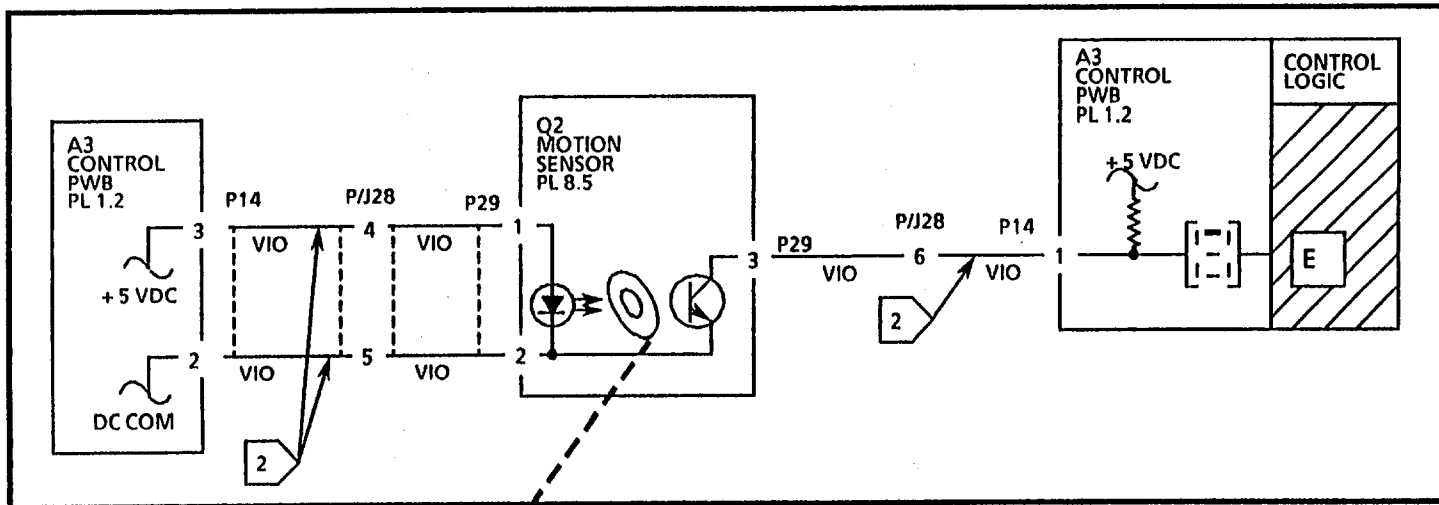 A3
CONTROL
PWB
PL 1.2
3
+5 VDC
2
DC COM
P14
VIO
VIO
P/J28
4
5
VIO
VIO
P29
2
Q2
MOTION
SENSOR
PL 8.5
1
2
3
P29
VIO
P/J28
6
P14
VIO
2
A3
CONTROL
PWB
PL 1.2
+5 VDC
1
CONTROL
LOGIC
E